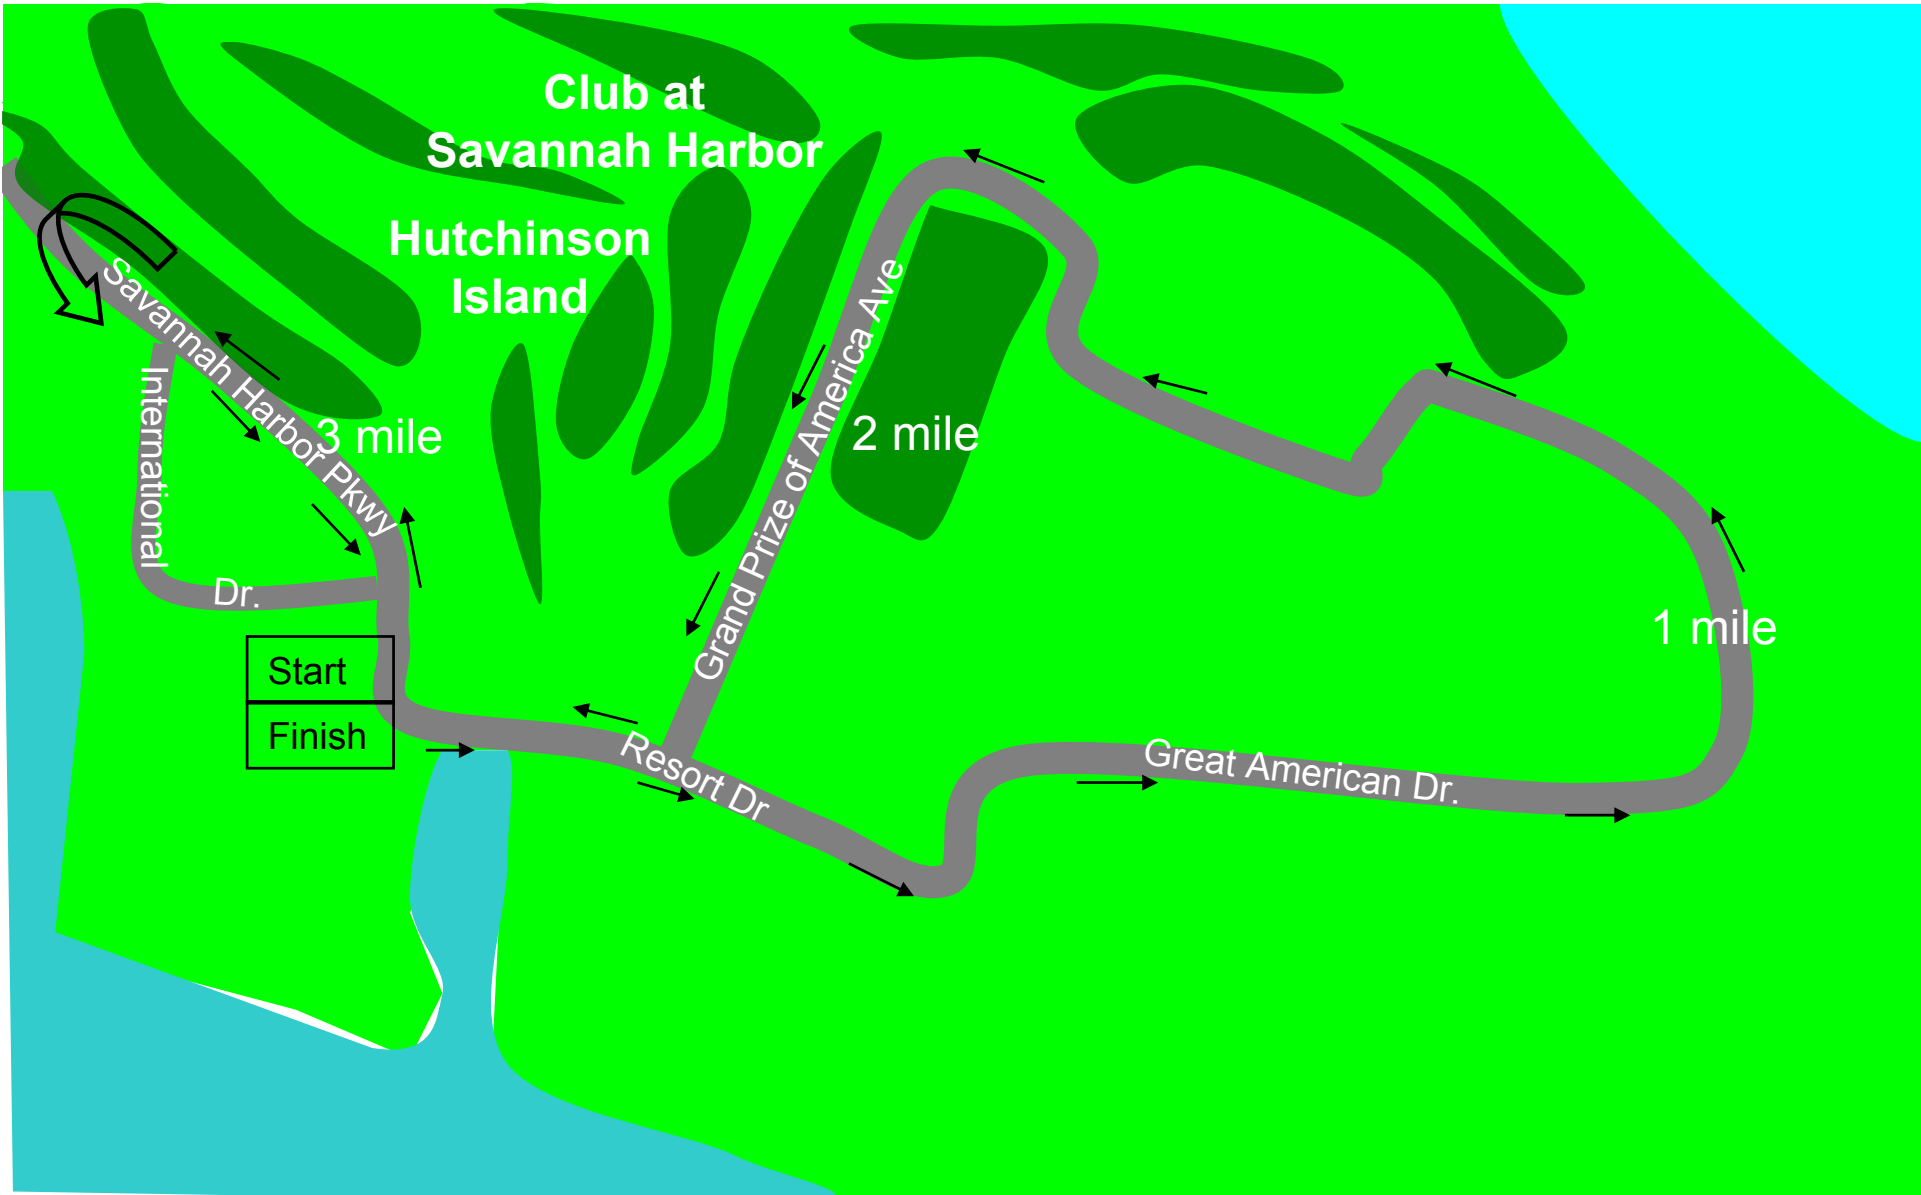 Club at
Savannah Harbor
Hutchinson
Island
Savannah Harbor Pkwy
International
Dr.
3 mile
2 mile
Grand Prize of America Ave
1 mile
Start
Finish
Resort Dr
Great American Dr.